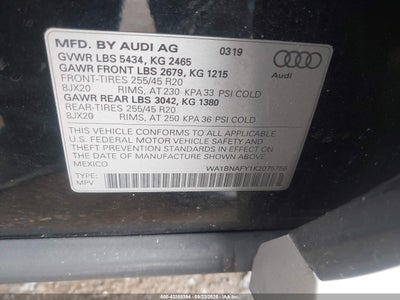 MFD. BY AUDI AG 0319
GVWR LBS 5434, KG 2465
GAWR FRONT LBS 2679, KG 1215
FRONT-TIRES 255/45 R20
8JX20 RIMS, AT 230 KPA 33 PSI COLD
GAWR REAR LBS 3042, KG 1380
REAR-TIRES 255/45 R20
8JX20 RIMS, AT 250 KPA 36 PSI COLD
THIS VEHICLE CONFORMS TO ALL APPLICABLE
U.S. FEDERAL MOTOR VEHICLE SAFETY AND
THEFT PREVENTION STANDARDS IN EFFECT ON THE
DATE OF MANUFACTURE SHOWN ABOVE.
MEXICO
TYPE:
MPV
Audi